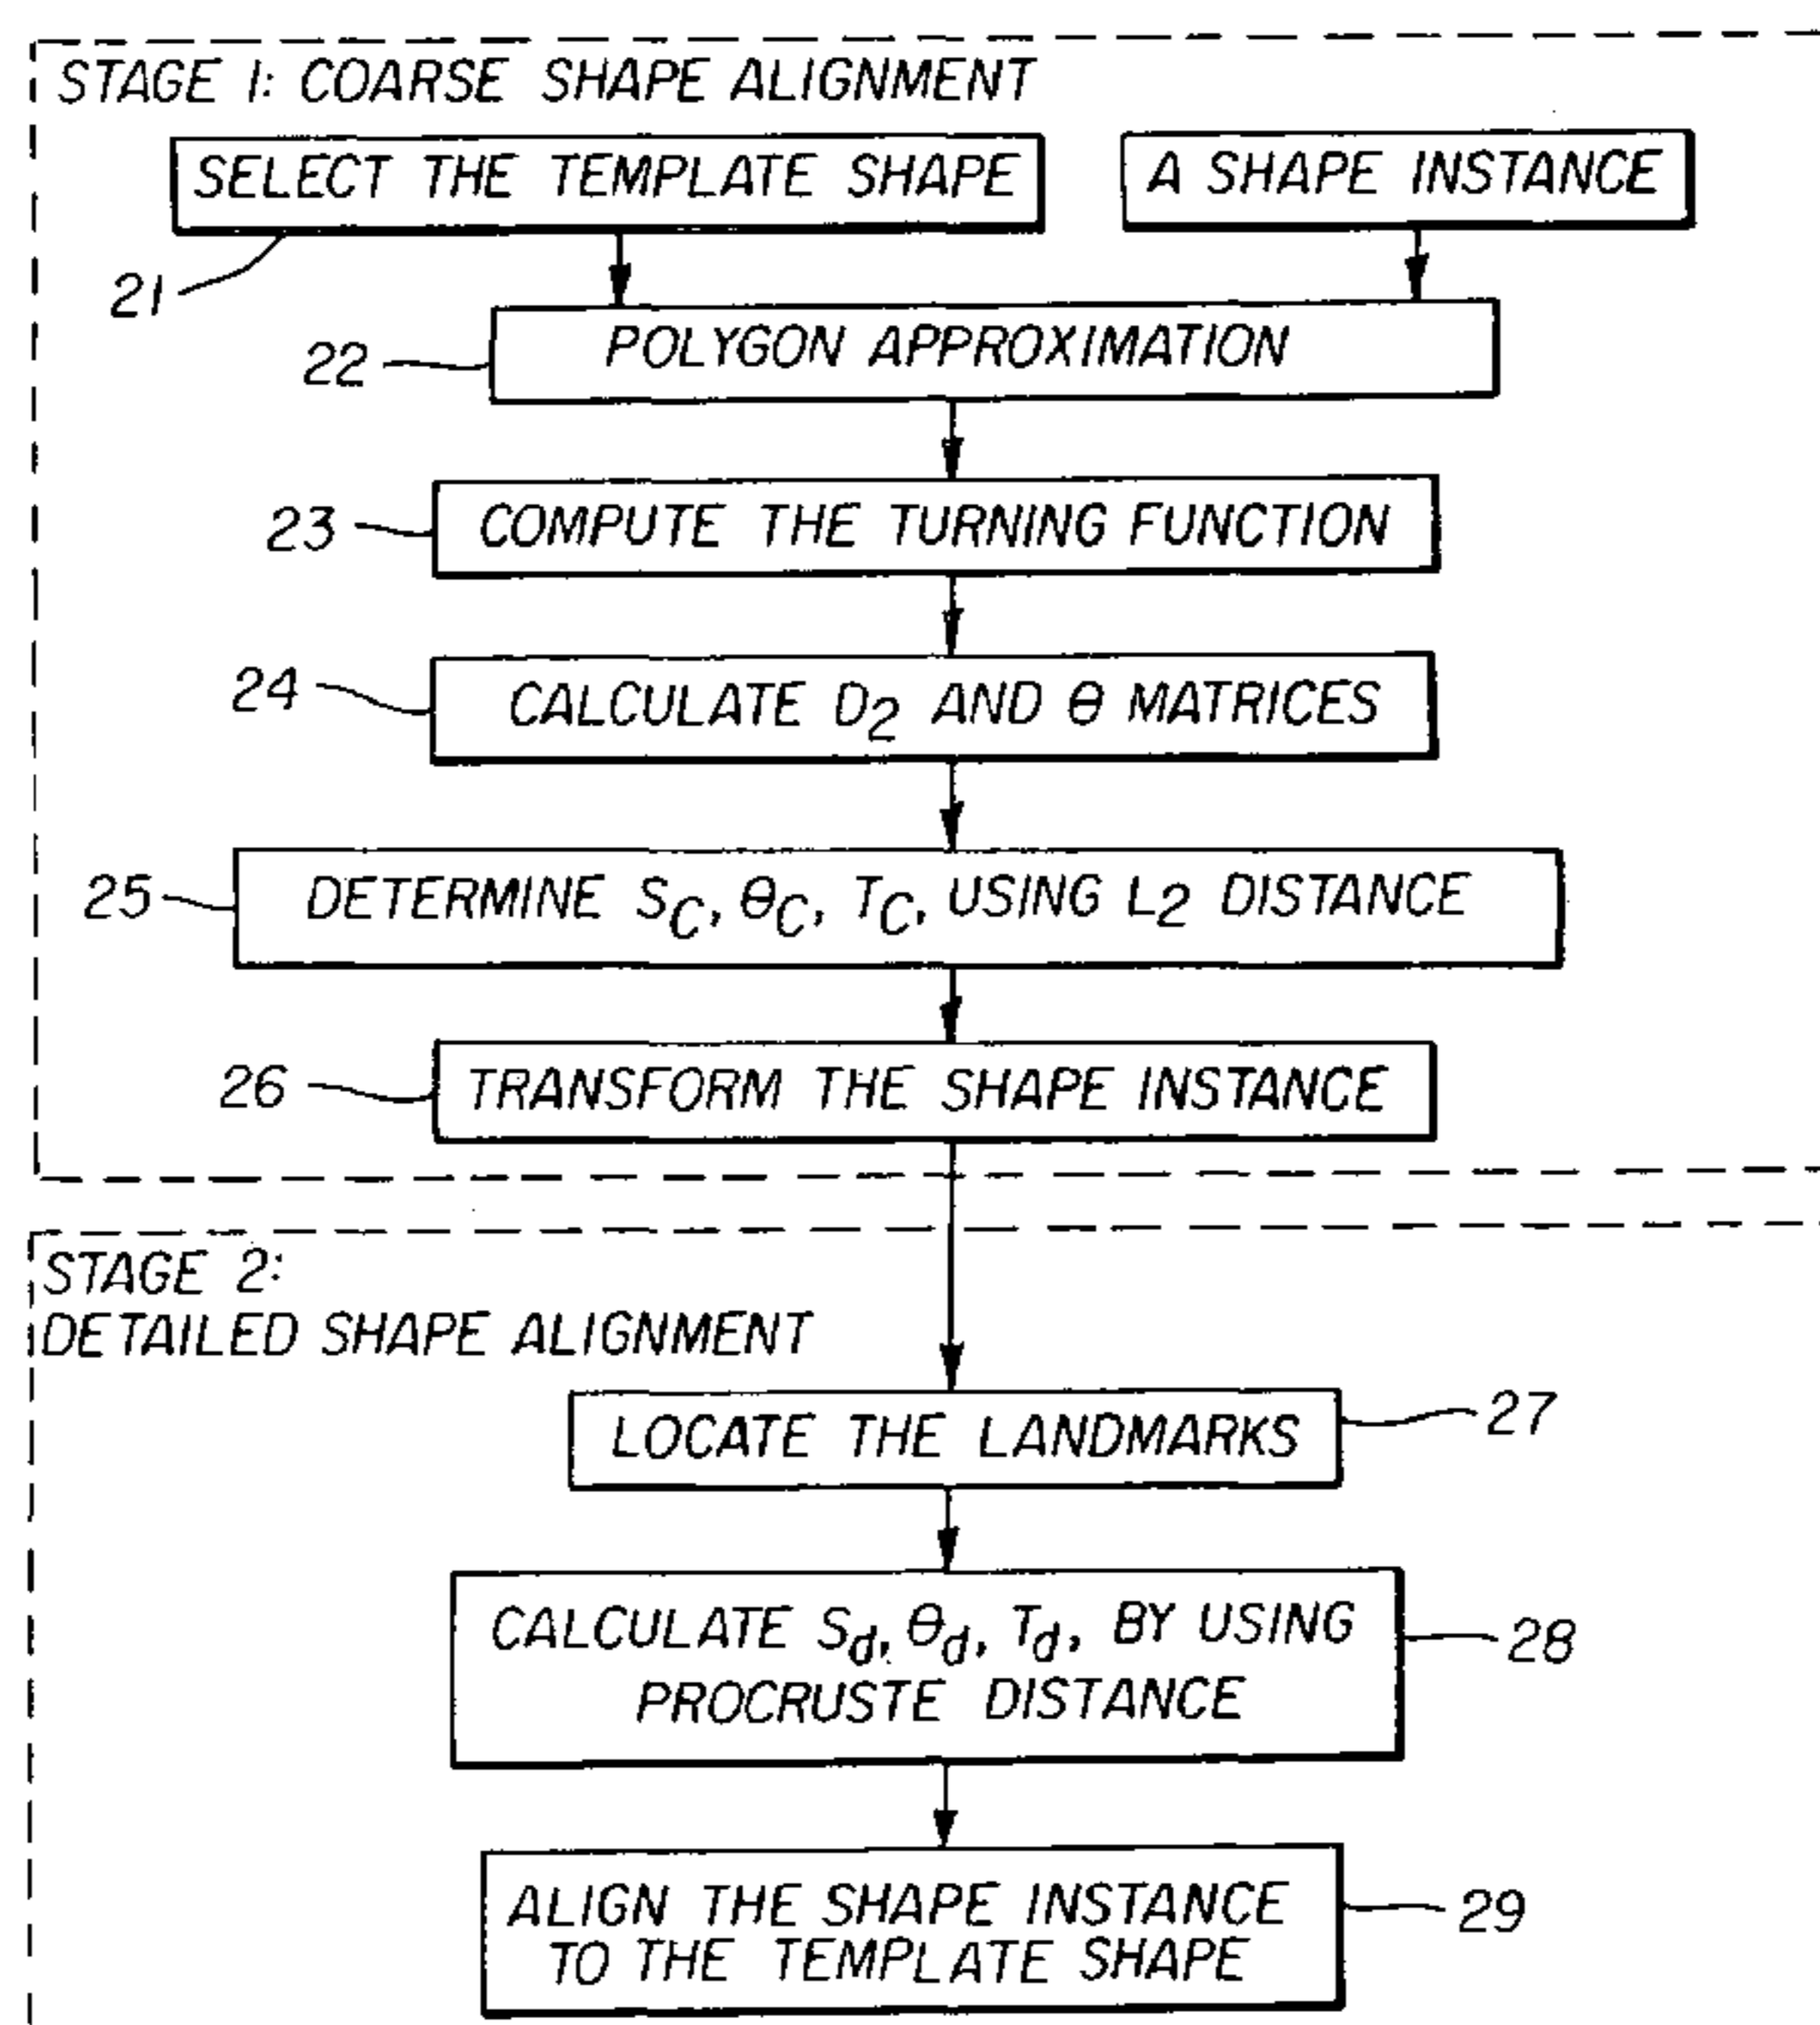 STAGE 1: COARSE SHAPE ALIGNMENT
SELECT THE TEMPLATE SHAPE
A SHAPE INSTANCE
21
POLYGON APPROXIMATION
22
COMPUTE THE TURNING FUNCTION
23
CALCULATE D2 AND θ MATRICES
24
DETERMINE SC, θC, TC, USING L2 DISTANCE
25
TRANSFORM THE SHAPE INSTANCE
26
STAGE 2:
DETAILED SHAPE ALIGNMENT
LOCATE THE LANDMARKS
27
CALCULATE Sd, θd, Td, BY USING
PROCRUSTE DISTANCE
28
ALIGN THE SHAPE INSTANCE
TO THE TEMPLATE SHAPE
29